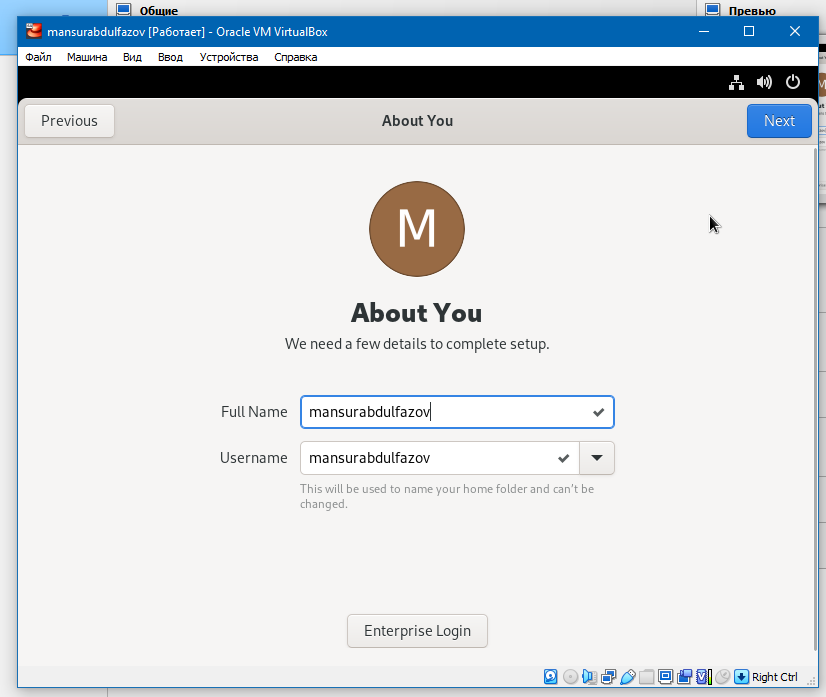 Общие
Превью
mansurabdulfazov [Работает] - Oracle VM VirtualBox
Файл Машина Вид Ввод Устройства Справка
Previous
About You
Next
M
About You
We need a few details to complete setup.
Full Name mansurabdulfazov
Username mansurabdulfazov
This will be used to name your home folder and can't be
changed.
Enterprise Login
Right Ctrl